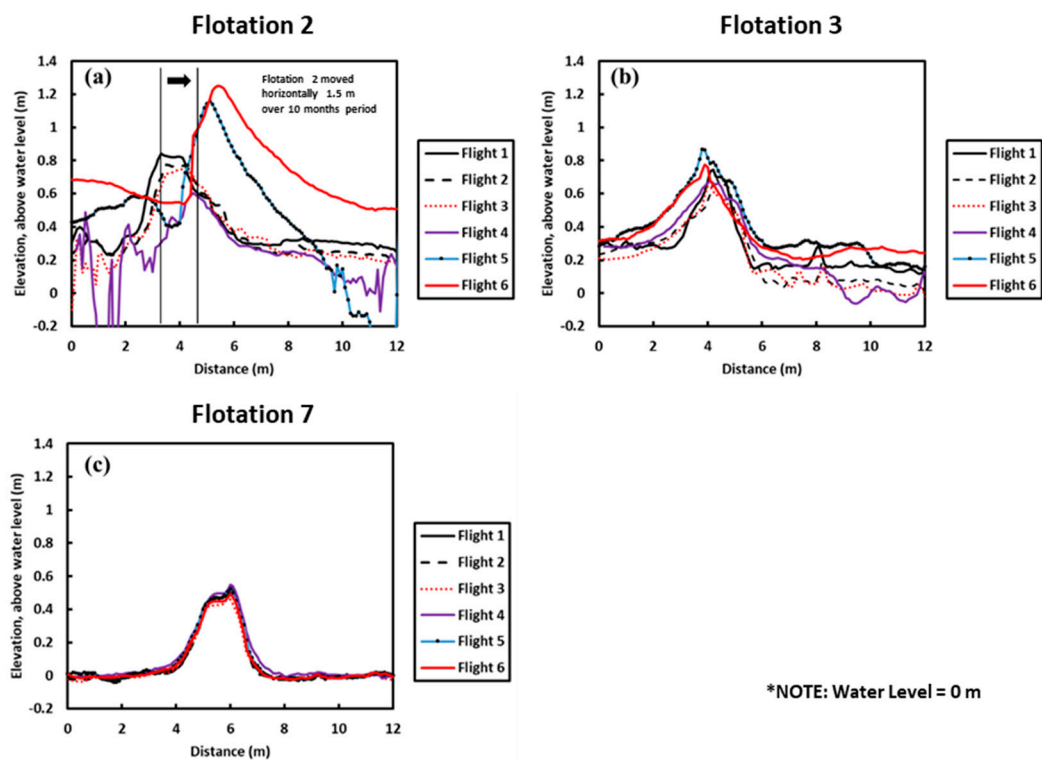 Flotation 2
Flotation 3
1.4
1.2
1
0.8
0.6
0.4
0.2
0
-0.2
Elevation, above water level (m)
(a)
Flotation 2 moved
horizontally 1.5 m
over 10 months period
0 2 4 6 8 10 12
Distance (m)
Flight 1
Flight 2
Flight 3
Flight 4
Flight 5
Flight 6
1.4
1.2
1
0.8
0.6
0.4
0.2
0
-0.2
Elevation, above water level (m)
(b)
0 2 4 6 8 10 12
Distance (m)
Flight 1
Flight 2
Flight 3
Flight 4
Flight 5
Flight 6
Flotation 7
1.4
1.2
1
0.8
0.6
0.4
0.2
0
-0.2
Elevation, above water level (m)
(c)
0 2 4 6 8 10 12
Distance (m)
Flight 1
Flight 2
Flight 3
Flight 4
Flight 5
Flight 6
*NOTE: Water Level = 0 m